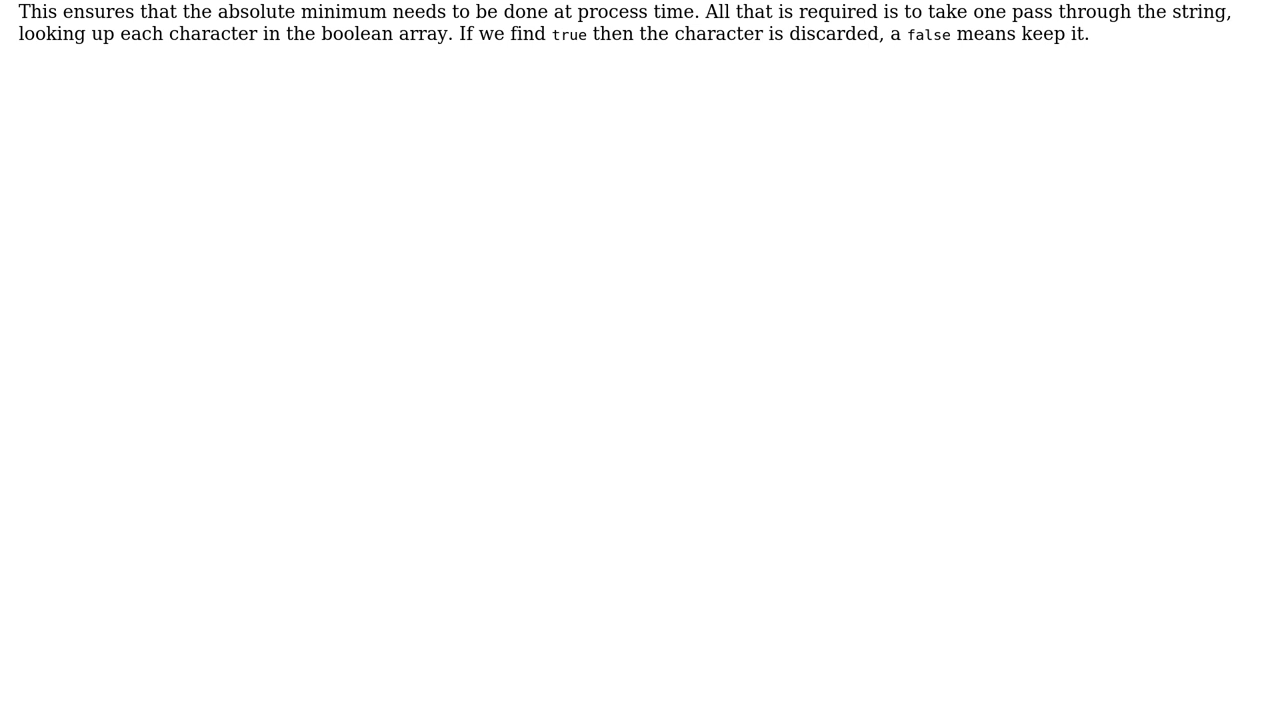 This ensures that the absolute minimum needs to be done at process time. All that is required is to take one pass through the string,
looking up each character in the boolean array. If we find true then the character is discarded, a false means keep it.